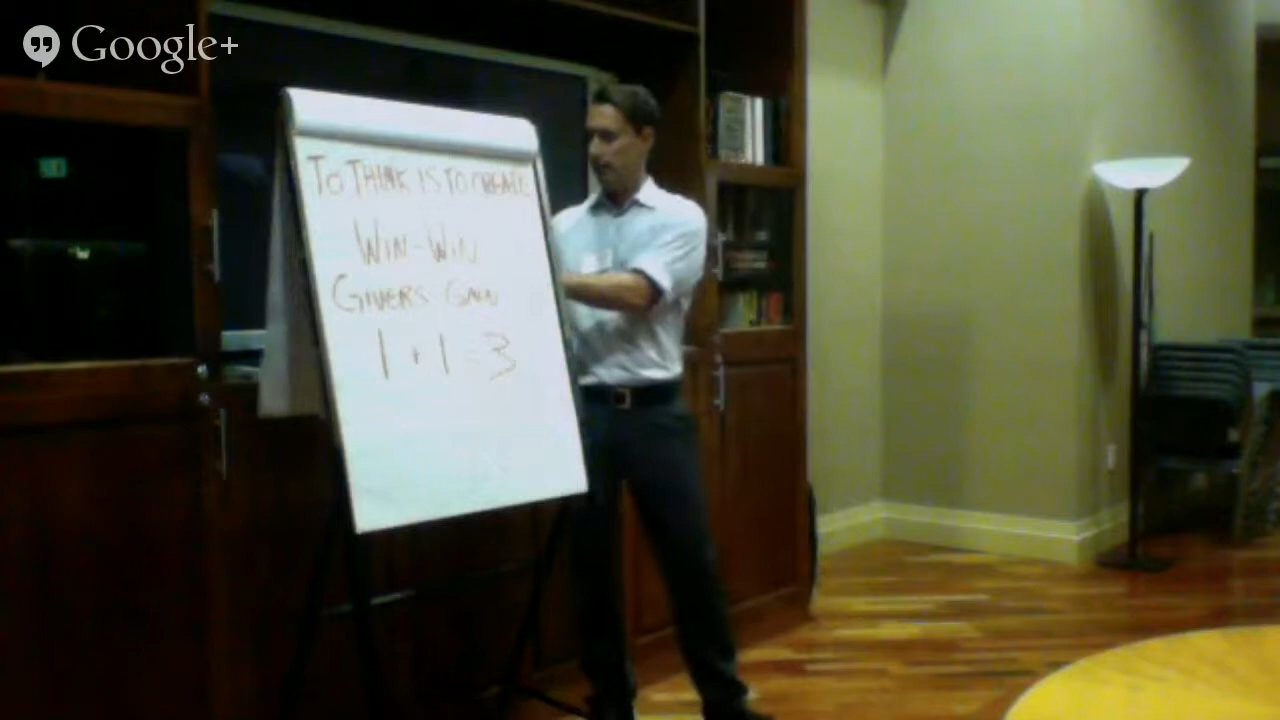 Google+
TO THINK IS TO CREATE
WIN-WIN
GIVERS GAIN
1 + 1 = 3